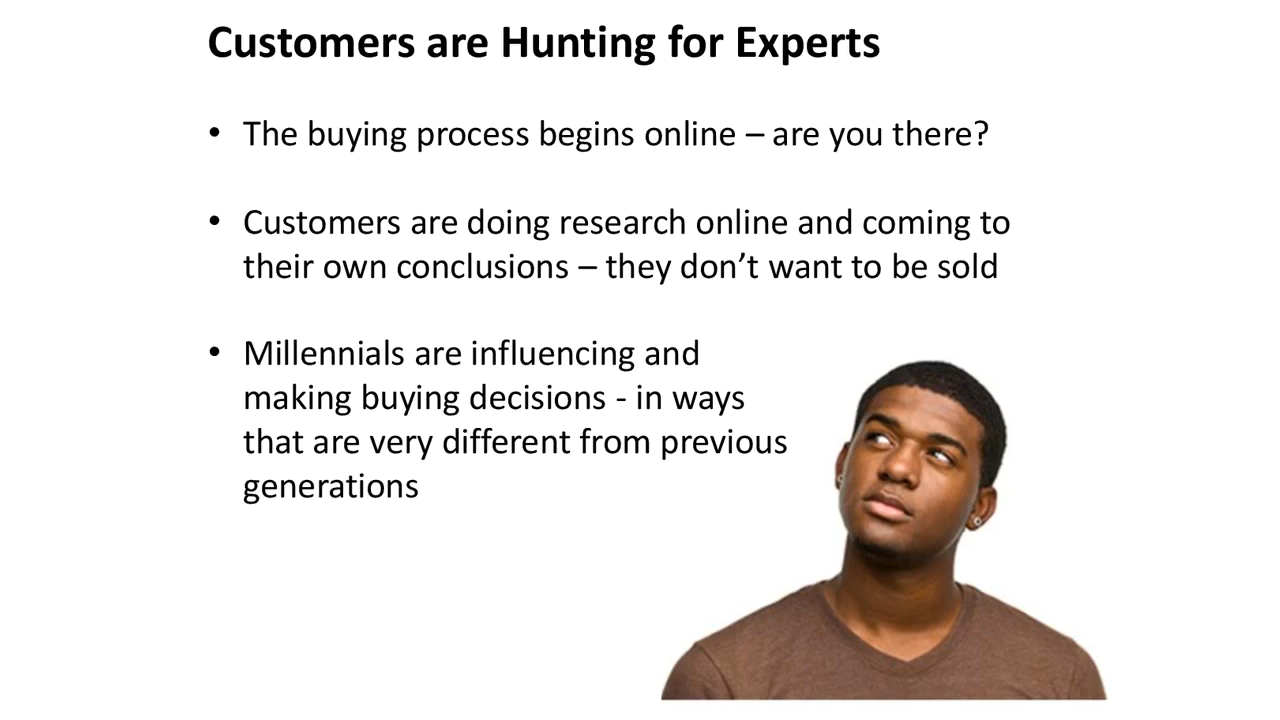 Customers are Hunting for Experts
• The buying process begins online – are you there?
• Customers are doing research online and coming to
their own conclusions – they don’t want to be sold
• Millennials are influencing and
making buying decisions - in ways
that are very different from previous
generations